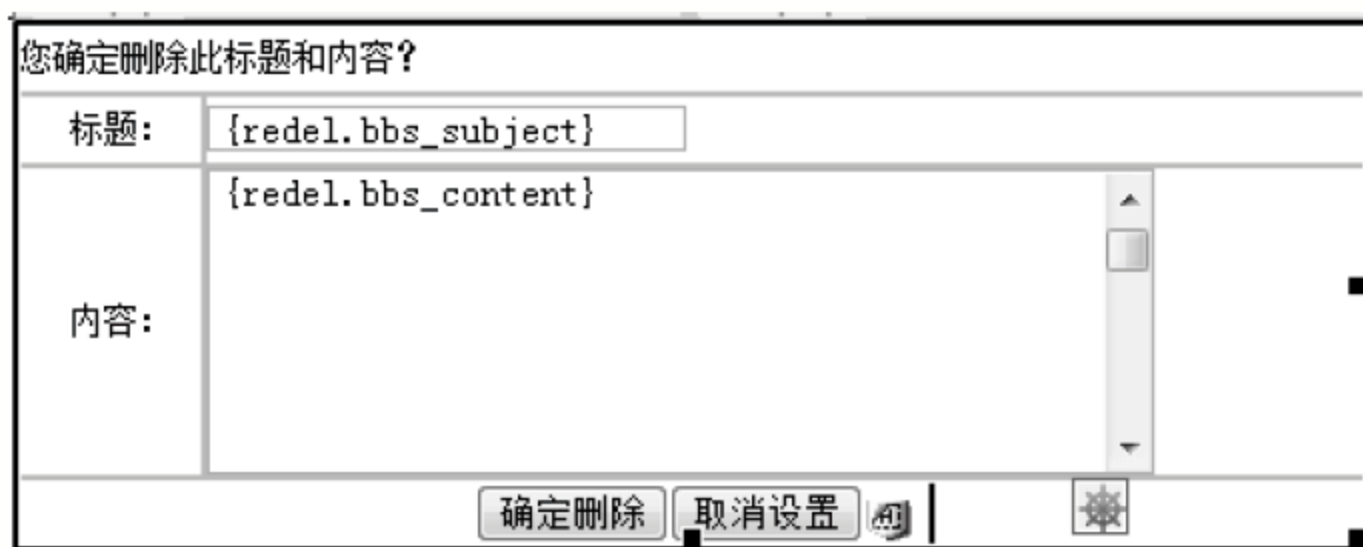 您确定删除此标题和内容?
标题: {redel.bbs_subject}
{redel.bbs_content}
内容:
确定删除 取消设置